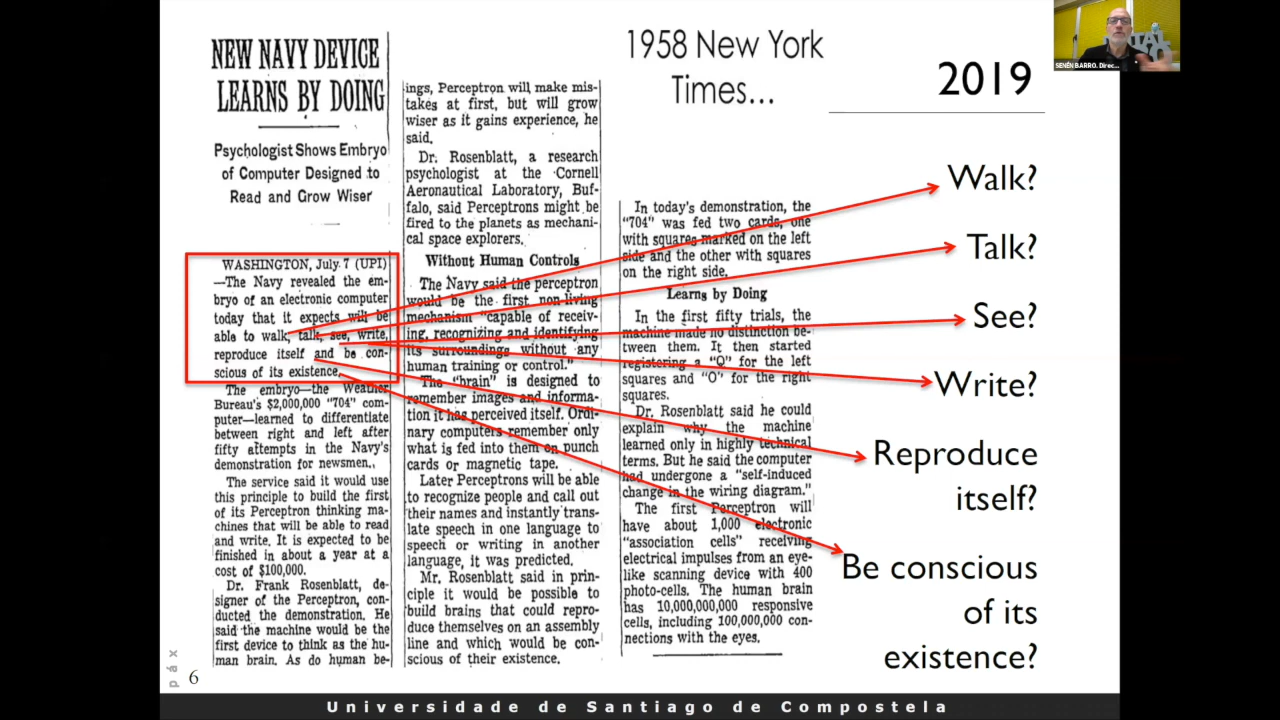 NEW NAVY DEVICE
LEARNS BY DOING
Psychologist Shows Embryo
of Computer Designed to
Read and Grow Wiser
WASHINGTON, July 7 (UPI)
—The Navy revealed the em-
bryo of an electronic computer
today that it expects will be
able to walk, talk, see, write,
reproduce itself and be con-
scious of its existence.
The embryo—the Weather
Bureau's $2,000,000 "704" com-
puter—learned to differentiate
between right and left after
fifty attempts in the Navy's
demonstration for newsmen.,
The service said it would use
this principle to build the first
of its Perceptron thinking ma-
chines that will be able to read
and write. It is expected to be
finished in about a year at a
cost of $100,000.
Dr. Frank Rosenblatt, de-
signer of the Perceptron, con-
ducted the demonstration. He
said the machine would be the
first device to think as the hu-
man brain. As do human be-
ings, Perceptron will make mis-
takes at first, but will grow
wiser as it gains experience, he
said.
Dr. Rosenblatt, a research
psychologist at the Cornell
Aeronautical Laboratory, Buf-
falo, said Perceptrons might be
fired to the planets as mechani-
cal space explorers.
Without Human Controls
The Navy said the perceptron
would be the first non-living
mechanism "capable of receiv-
ing, recognizing and identifying
its surroundings without any
human training or control."
The "brain" is designed to
remember images and informa-
tion it has perceived itself. Ordi-
nary computers remember only
what is fed into them on punch
cards or magnetic tape.
Later Perceptrons will be able
to recognize people and call out
their names and instantly trans-
late speech in one language to
speech or writing in another
language, it was predicted.
Mr. Rosenblatt said in prin-
ciple it would be possible to
build brains that could repro-
duce themselves on an assembly
line and which would be con-
scious of their existence.
1958 New York
Times...
In today's demonstration, the
"704" was fed two cards, one
with squares marked on the left
side and the other with squares
on the right side.
Learns by Doing
In the first fifty trials, the
machine made no distinction be-
tween them. It then started
registering a "Q" for the left
squares and "O" for the right
squares.
Dr. Rosenblatt said he could
explain why the machine
learned only in highly technical
terms. But he said the computer
had undergone a "self-induced
change in the wiring diagram."
The first Perceptron will
have about 1,000 electronic
"association cells" receiving
electrical impulses from an eye-
like scanning device with 400
photo-cells. The human brain
has 10,000,000,000 responsive
cells, including 100,000,000 con-
nections with the eyes.
2019
Walk?
Talk?
See?
Write?
Reproduce
itself?
Be conscious
of its
existence?
páx
6
Universidade de Santiago de Compostela
SENÉN BARRO. Direc...